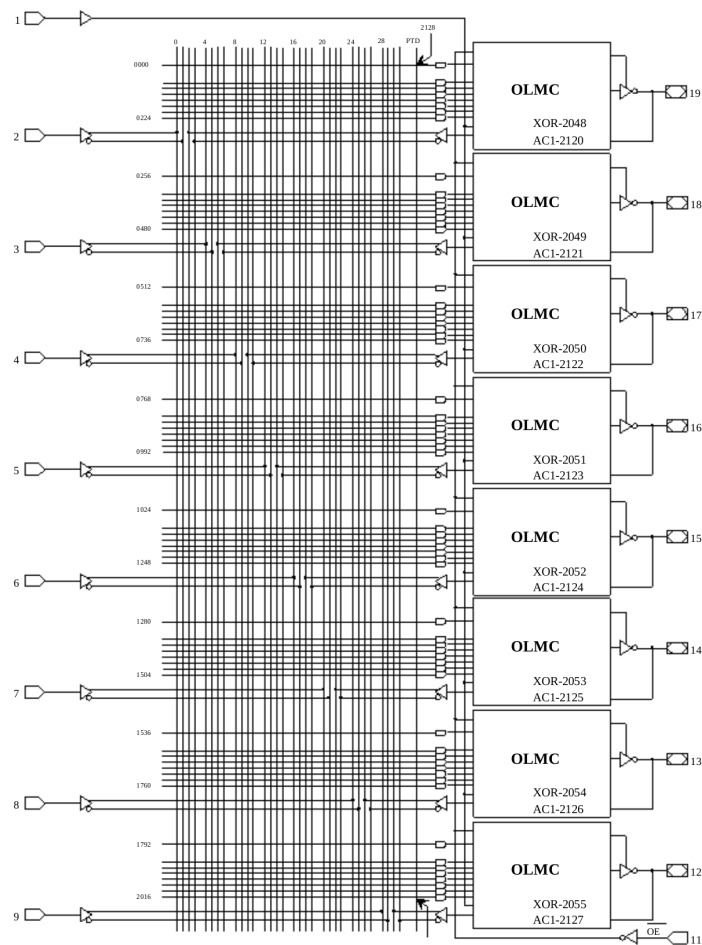 1
2128
0 4 8 12 16 20 24 28 PTD
0000
OLMC
19
XOR-2048
0224
2
AC1-2120
0256
OLMC
18
0480
XOR-2049
3
AC1-2121
0512
OLMC
17
0736
XOR-2050
4
AC1-2122
0768
OLMC
16
0992
XOR-2051
5
AC1-2123
1024
OLMC
15
1248
XOR-2052
6
AC1-2124
1280
OLMC
14
1504
XOR-2053
7
AC1-2125
1536
OLMC
13
1760
XOR-2054
8
AC1-2126
1792
OLMC
12
2016
XOR-2055
9
AC1-2127
OE
11